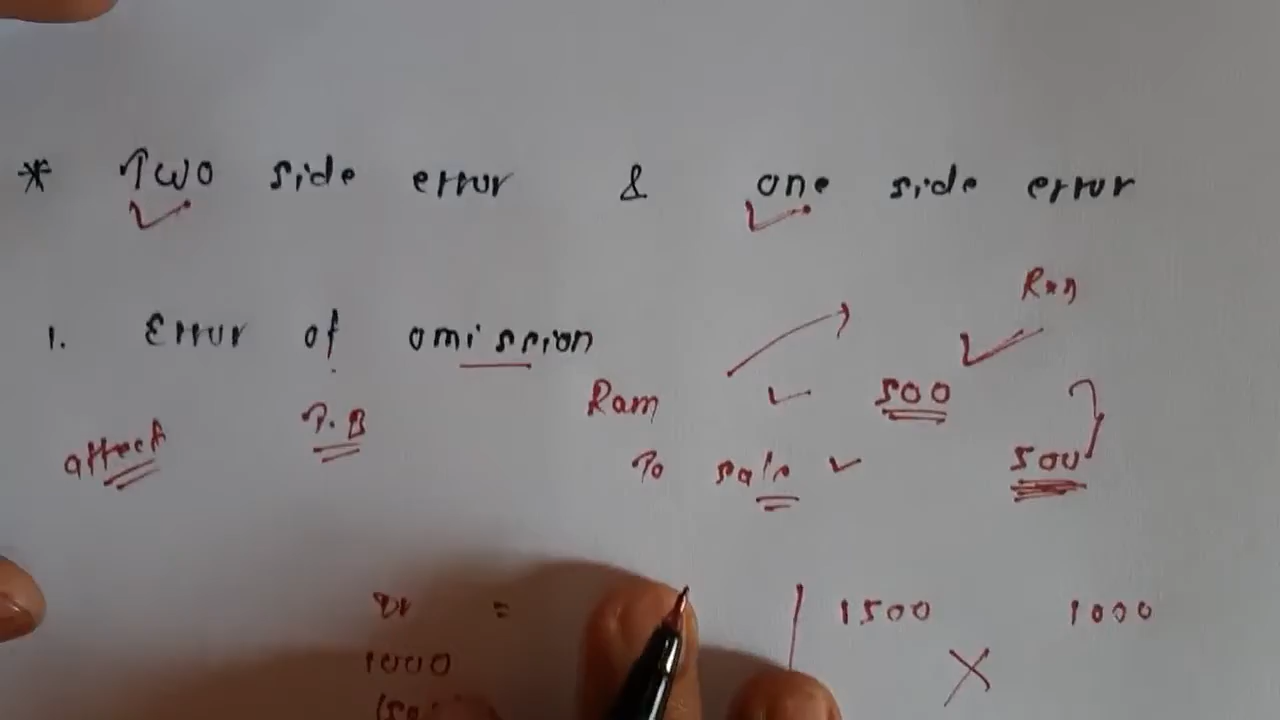 * Two side error & one side error
Ram
1. Error of omission
Ram 500
affect T.B
To sale 500
Dr = 1500 1000
1000 X